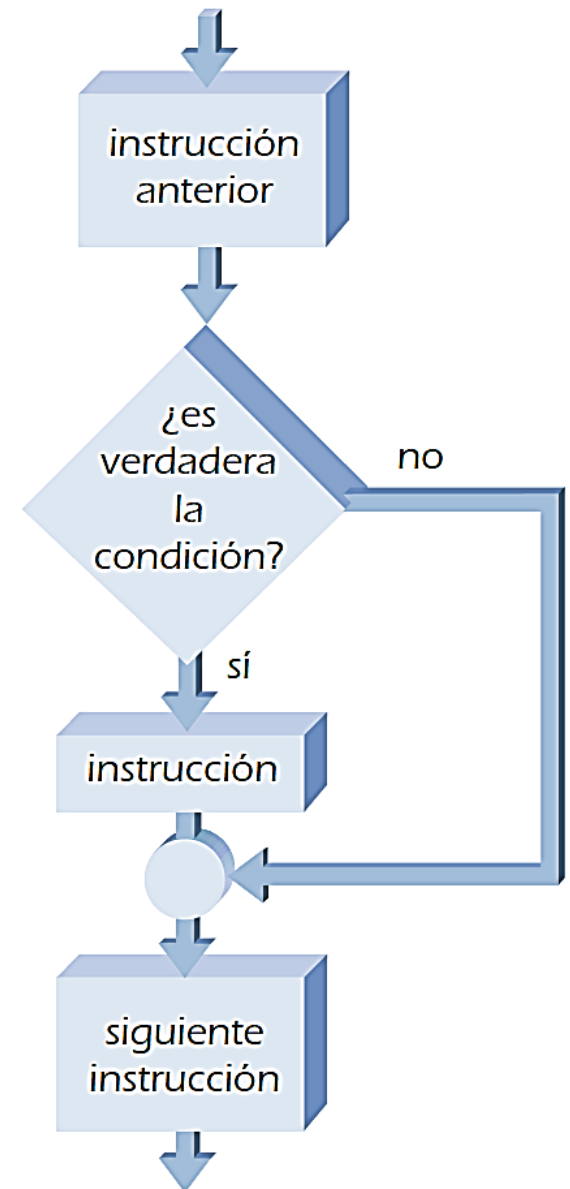 instrucción
anterior
¿es
verdadera
la
condición?
no
sí
instrucción
siguiente
instrucción